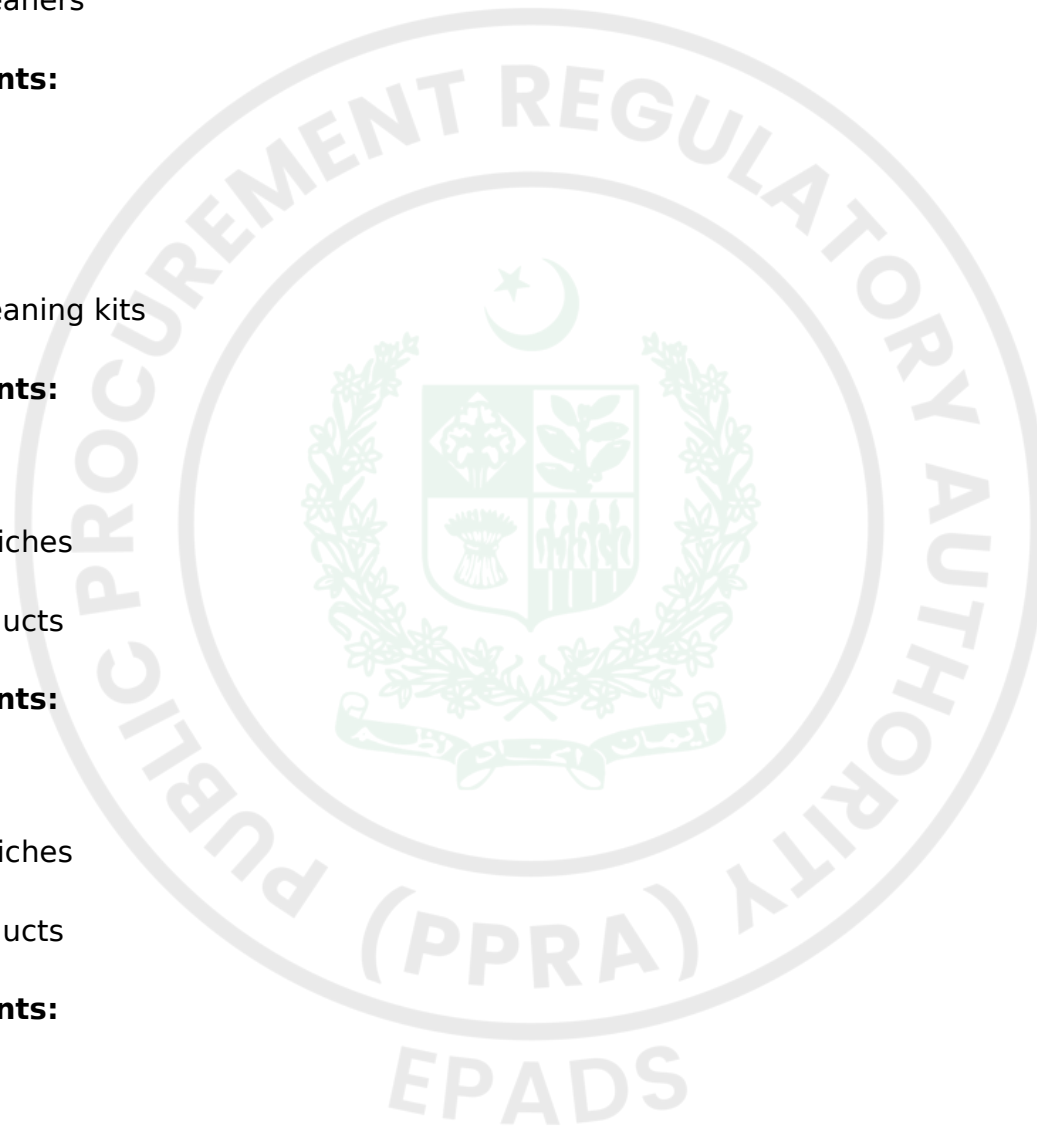 eaners
nts:
eaning kits
nts:
iches
ucts
nts:
iches
ucts
nts:
PUBLIC PROCUREMENT REGULATORY AUTHORITY
(PPRA)
EPADS